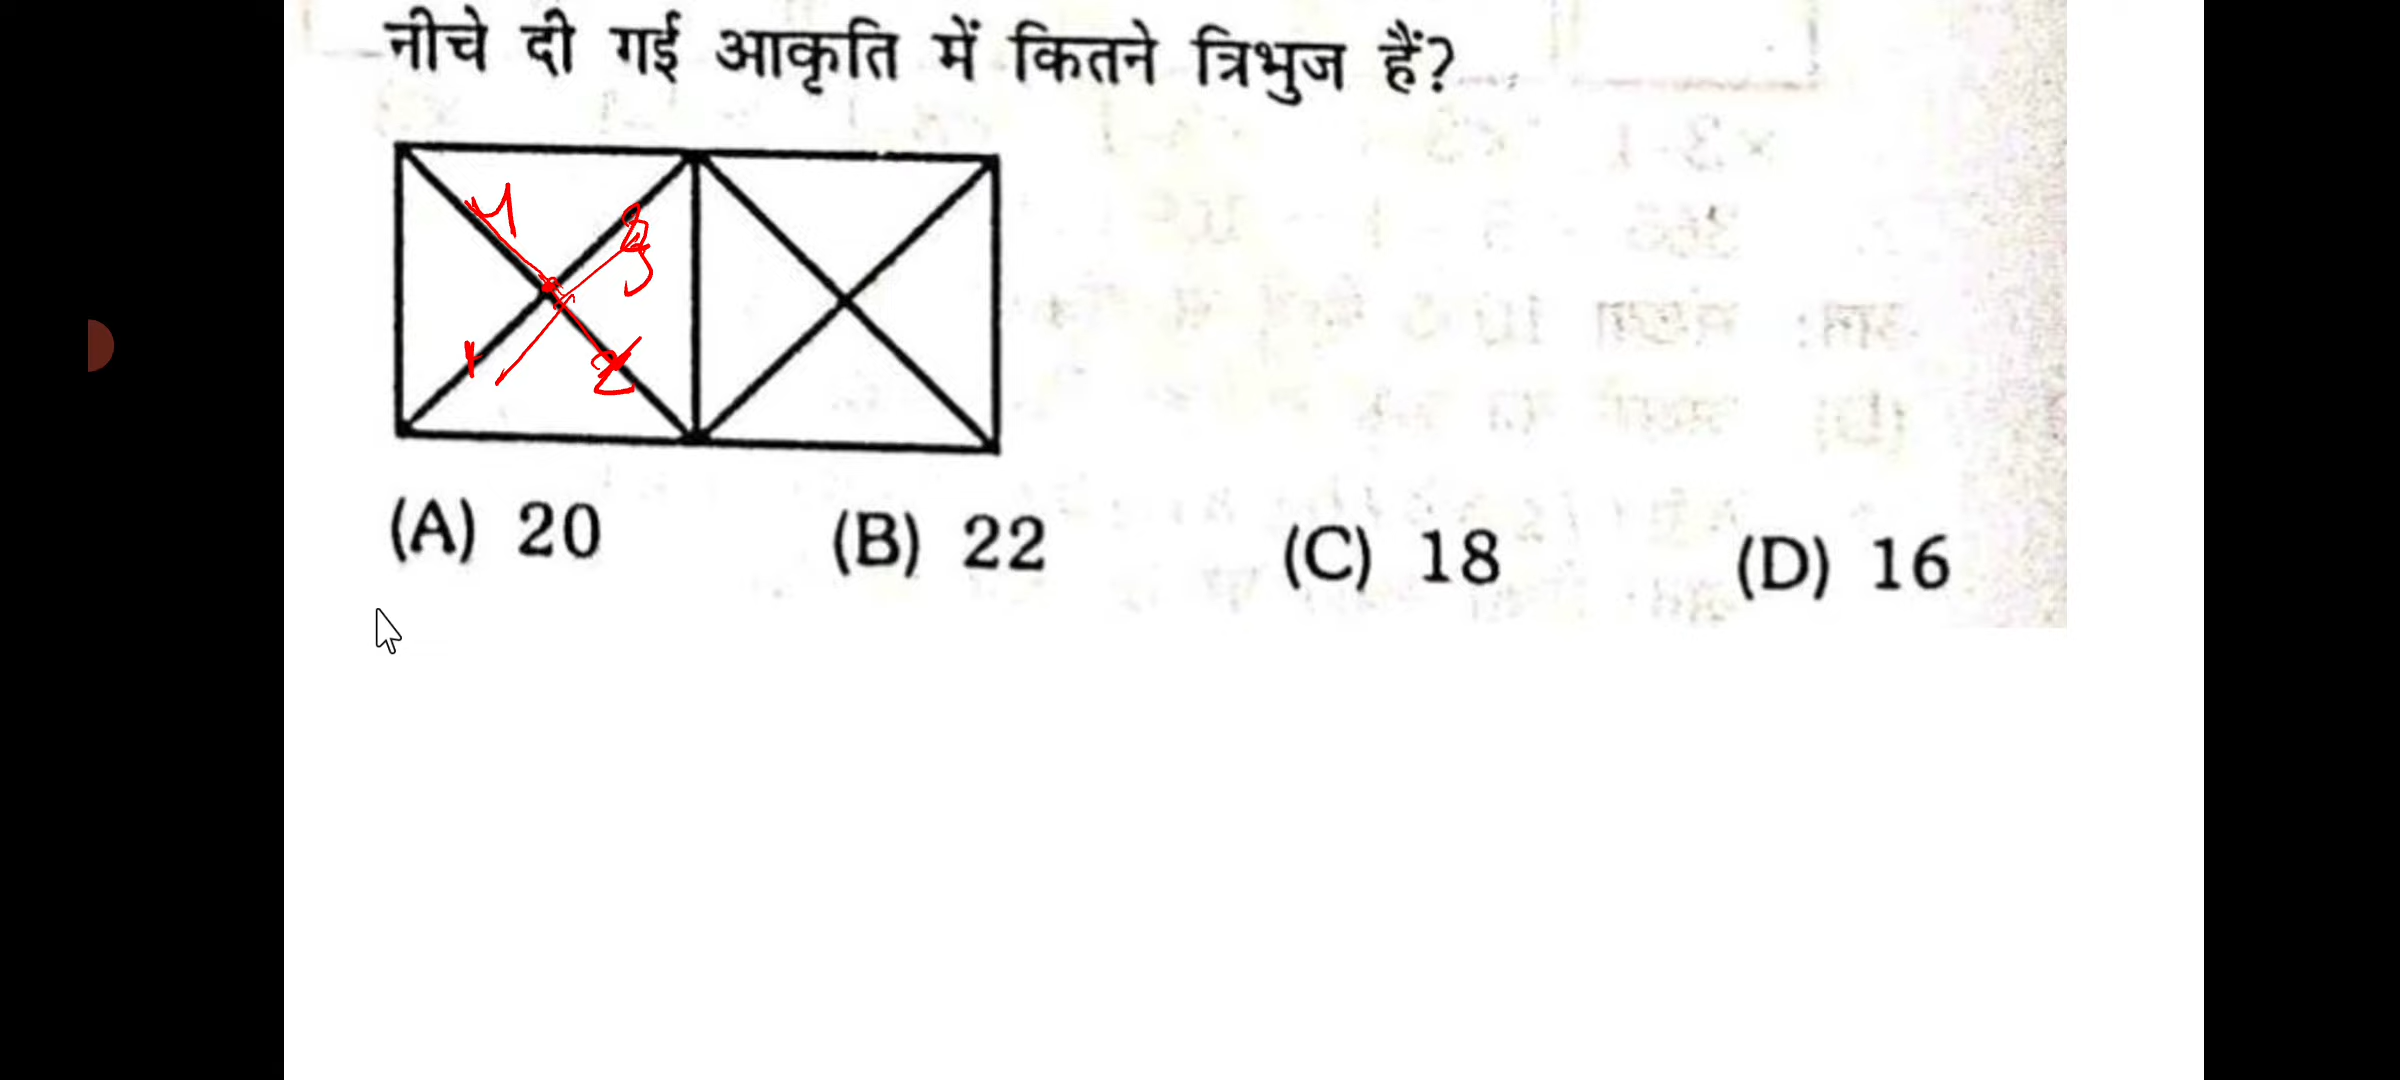 नीचे दी गई आकृति में कितने त्रिभुज हैं?
(A) 20 (B) 22 (C) 18 (D) 16